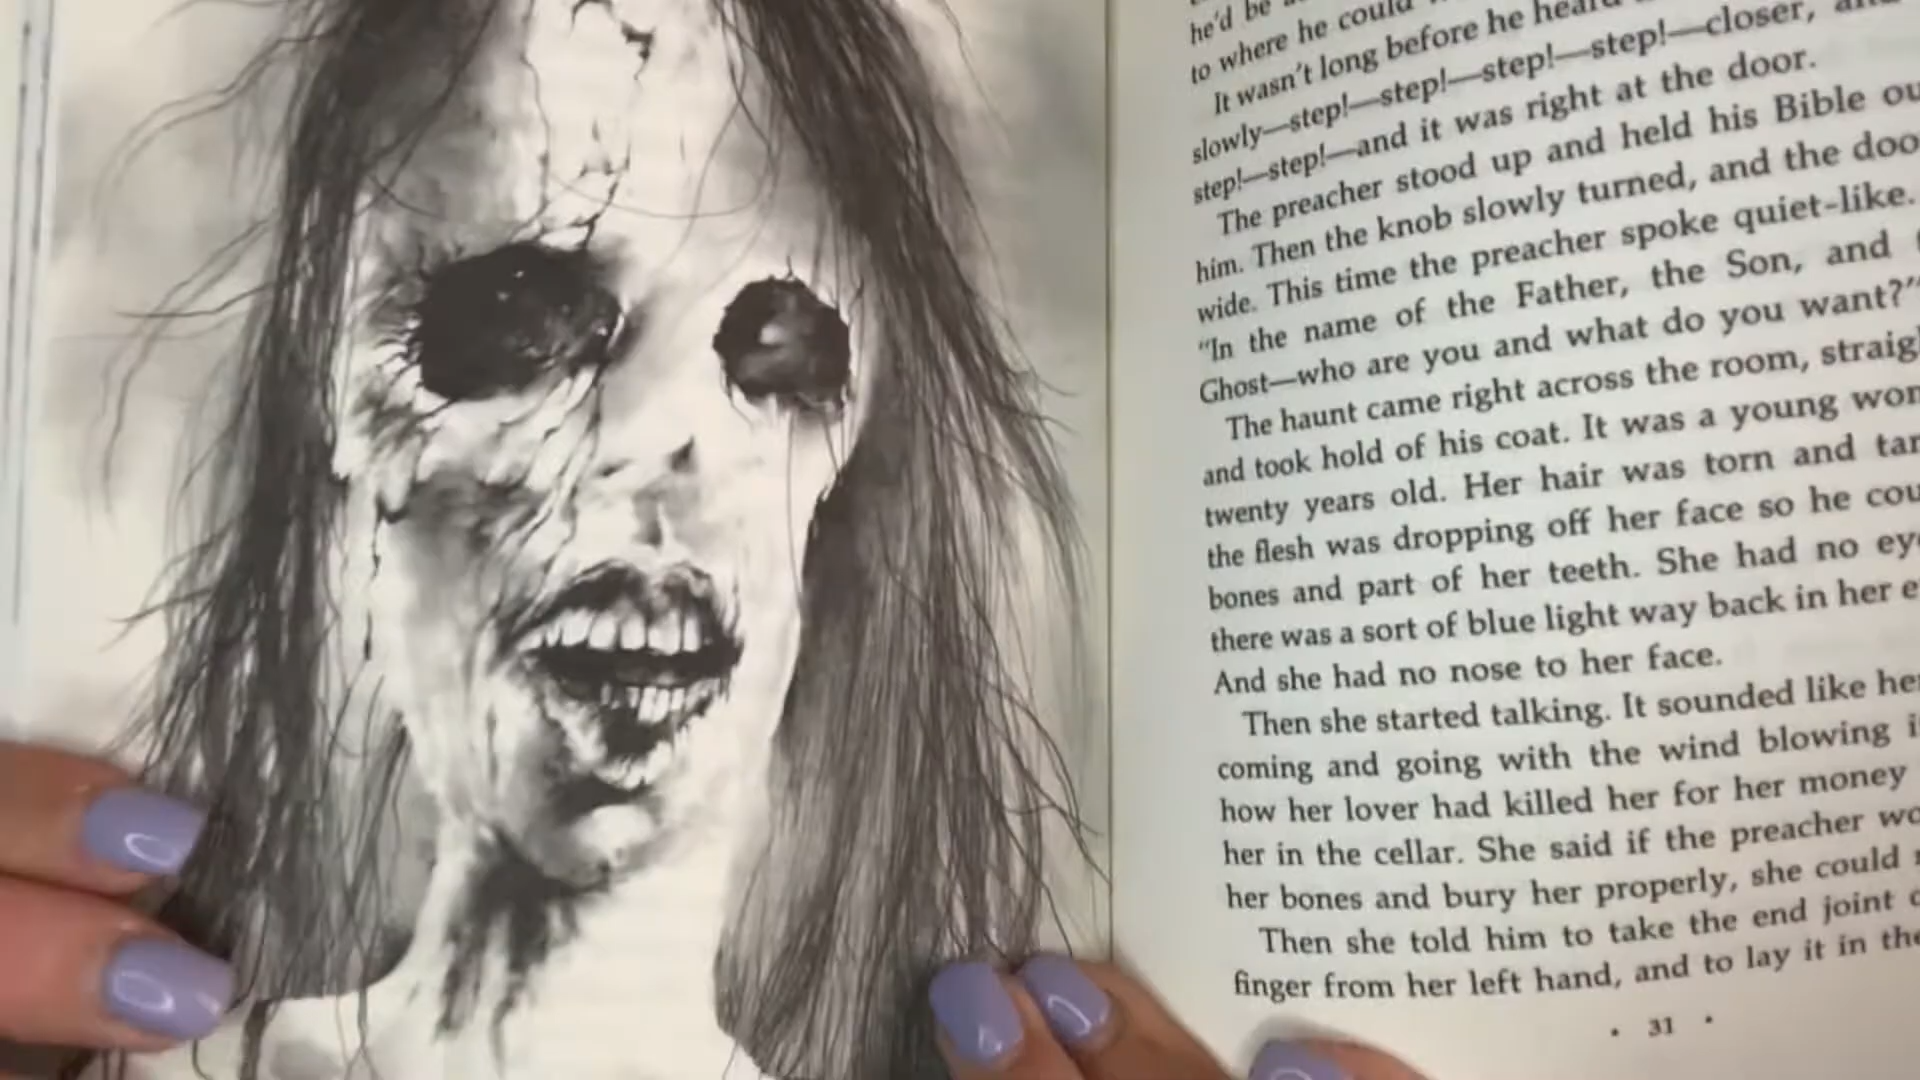 he'd be
to where he could
It wasn't long before he heard
slowly—step!—step!—step!—step!—closer,
step!—step!—and it was right at the door.
The preacher stood up and held his Bible
him. Then the knob slowly turned, and the
wide. This time the preacher spoke quiet-like.
"In the name of the Father, the Son, and
Ghost—who are you and what do you want?"
The haunt came right across the room,
and took hold of his coat. It was a young
twenty years old. Her hair was torn and
the flesh was dropping off her face so he
bones and part of her teeth. She had no
there was a sort of blue light way back in her
And she had no nose to her face.
Then she started talking. It sounded like
coming and going with the wind blowing
how her lover had killed her for her money
her in the cellar. She said if the preacher
her bones and bury her properly, she could
Then she told him to take the end joint
finger from her left hand, and to lay it in the
• 31 •